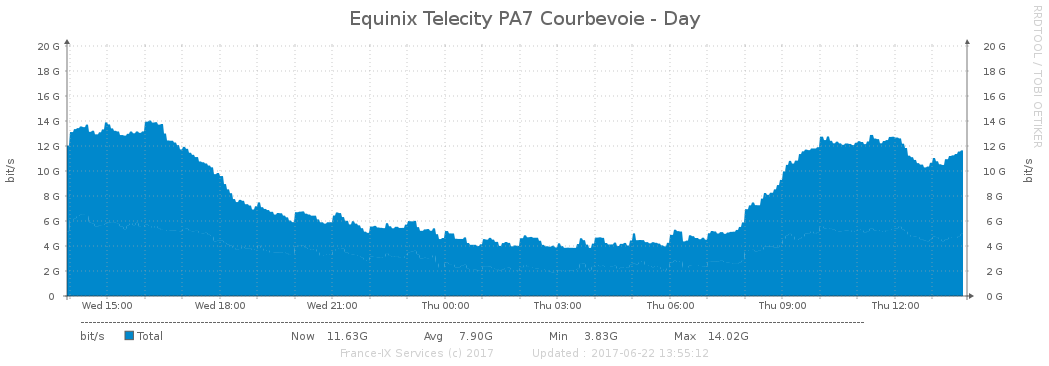 Equinix Telecity PA7 Courbevoie - Day
RRDTOOL / TOBI OETIKER
bit/s
bit/s
20 G 20 G
18 G 18 G
16 G 16 G
14 G 14 G
12 G 12 G
10 G 10 G
8 G 8 G
6 G 6 G
4 G 4 G
2 G 2 G
0 0 G
Wed 15:00 Wed 18:00 Wed 21:00 Thu 00:00 Thu 03:00 Thu 06:00 Thu 09:00 Thu 12:00
bit/s Total Now 11.63G Avg 7.90G Min 3.83G Max 14.02G
France-IX Services (c) 2017 Updated : 2017-06-22 13:55:12